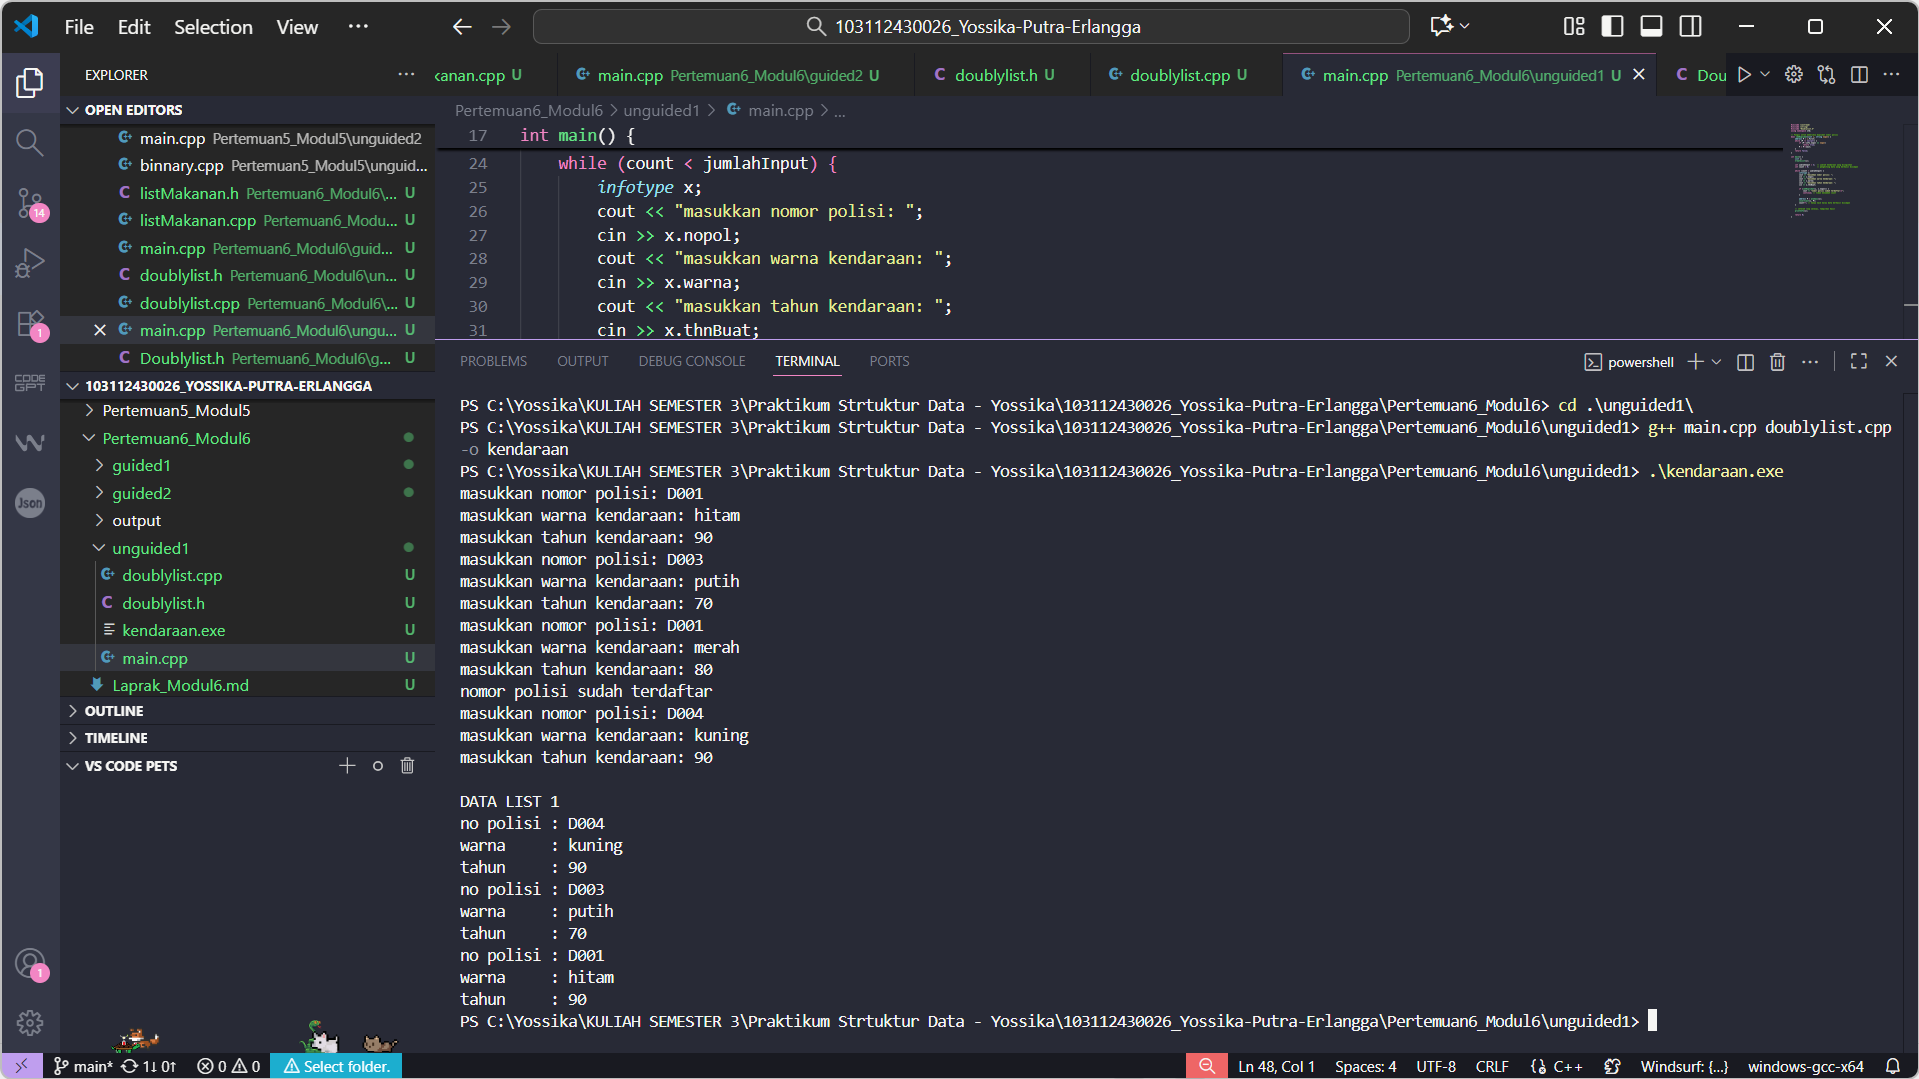 File Edit Selection View ··· 103112430026_Yossika-Putra-Erlangga
EXPLORER ··· kanan.cpp U main.cpp Pertemuan6_Modul6\guided2 U doublylist.h U doublylist.cpp U main.cpp Pertemuan6_Modul6\unguided1 U Dou
OPEN EDITORS
main.cpp Pertemuan5_Modul5\unguided2
binnary.cpp Pertemuan5_Modul5\unguid...
listMakanan.h Pertemuan6_Modul6\... U
listMakanan.cpp Pertemuan6_Modu... U
main.cpp Pertemuan6_Modul6\guid... U
doublylist.h Pertemuan6_Modul6\un... U
doublylist.cpp Pertemuan6_Modul6\... U
main.cpp Pertemuan6_Modul6\ungu... U
Doublylist.h Pertemuan6_Modul6\g... U
103112430026_YOSSIKA-PUTRA-ERLANGGA
Pertemuan5_Modul5
Pertemuan6_Modul6
guided1
guided2
output
unguided1
doublylist.cpp U
doublylist.h U
kendaraan.exe U
main.cpp U
Laprak_Modul6.md U
OUTLINE
TIMELINE
VS CODE PETS
14
1
CODE GPT
Json
1
Pertemuan6_Modul6 > unguided1 > main.cpp > ...
17 int main() {
24 while (count < jumlahInput) {
25 infotype x;
26 cout << "masukkan nomor polisi: ";
27 cin >> x.nopol;
28 cout << "masukkan warna kendaraan: ";
29 cin >> x.warna;
30 cout << "masukkan tahun kendaraan: ";
31 cin >> x.thnBuat;
PROBLEMS OUTPUT DEBUG CONSOLE TERMINAL PORTS powershell
PS C:\Yossika\KULIAH SEMESTER 3\Praktikum Strtuktur Data - Yossika\103112430026_Yossika-Putra-Erlangga\Pertemuan6_Modul6> cd .\unguided1\
PS C:\Yossika\KULIAH SEMESTER 3\Praktikum Strtuktur Data - Yossika\103112430026_Yossika-Putra-Erlangga\Pertemuan6_Modul6\unguided1> g++ main.cpp doublylist.cpp
-o kendaraan
PS C:\Yossika\KULIAH SEMESTER 3\Praktikum Strtuktur Data - Yossika\103112430026_Yossika-Putra-Erlangga\Pertemuan6_Modul6\unguided1> .\kendaraan.exe
masukkan nomor polisi: D001
masukkan warna kendaraan: hitam
masukkan tahun kendaraan: 90
masukkan nomor polisi: D003
masukkan warna kendaraan: putih
masukkan tahun kendaraan: 70
masukkan nomor polisi: D001
masukkan warna kendaraan: merah
masukkan tahun kendaraan: 80
nomor polisi sudah terdaftar
masukkan nomor polisi: D004
masukkan warna kendaraan: kuning
masukkan tahun kendaraan: 90
DATA LIST 1
no polisi : D004
warna : kuning
tahun : 90
no polisi : D003
warna : putih
tahun : 70
no polisi : D001
warna : hitam
tahun : 90
PS C:\Yossika\KULIAH SEMESTER 3\Praktikum Strtuktur Data - Yossika\103112430026_Yossika-Putra-Erlangga\Pertemuan6_Modul6\unguided1>
main* 1↓ 0↑ 0 0 Select folder. Ln 48, Col 1 Spaces: 4 UTF-8 CRLF {} C++ Windsurf: {...} windows-gcc-x64